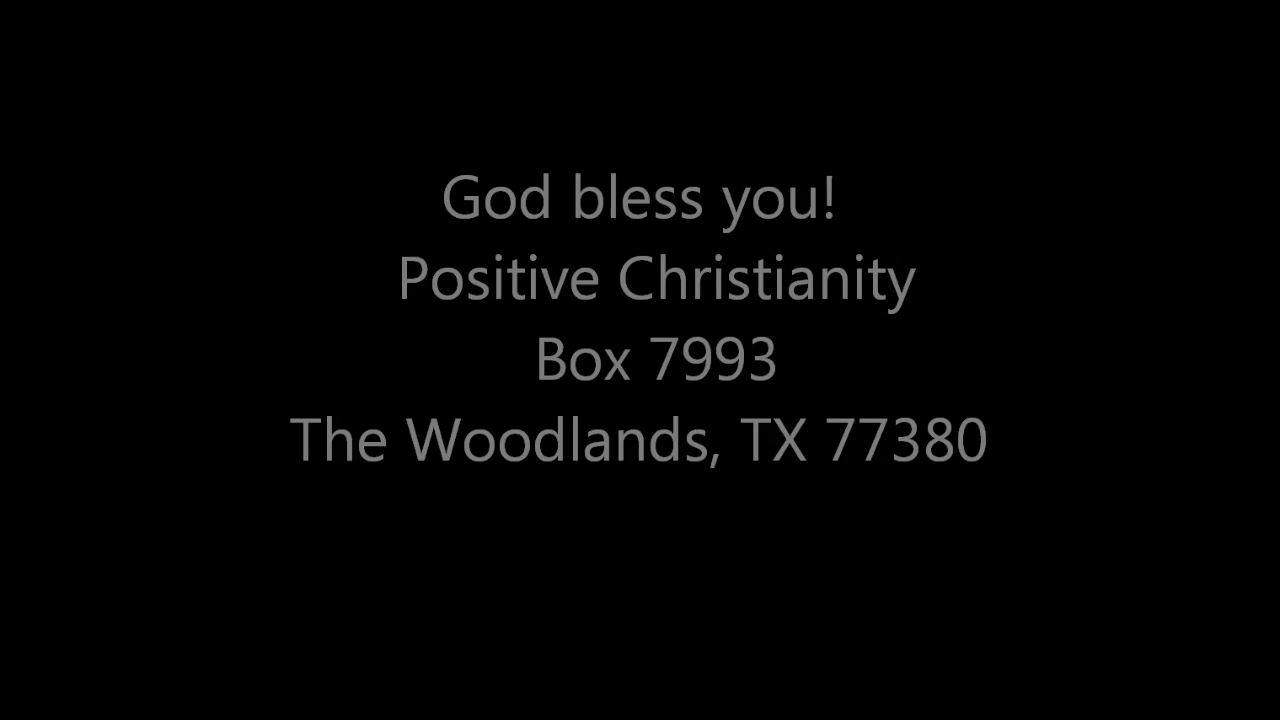 God bless you!
Positive Christianity
Box 7993
The Woodlands, TX 77380